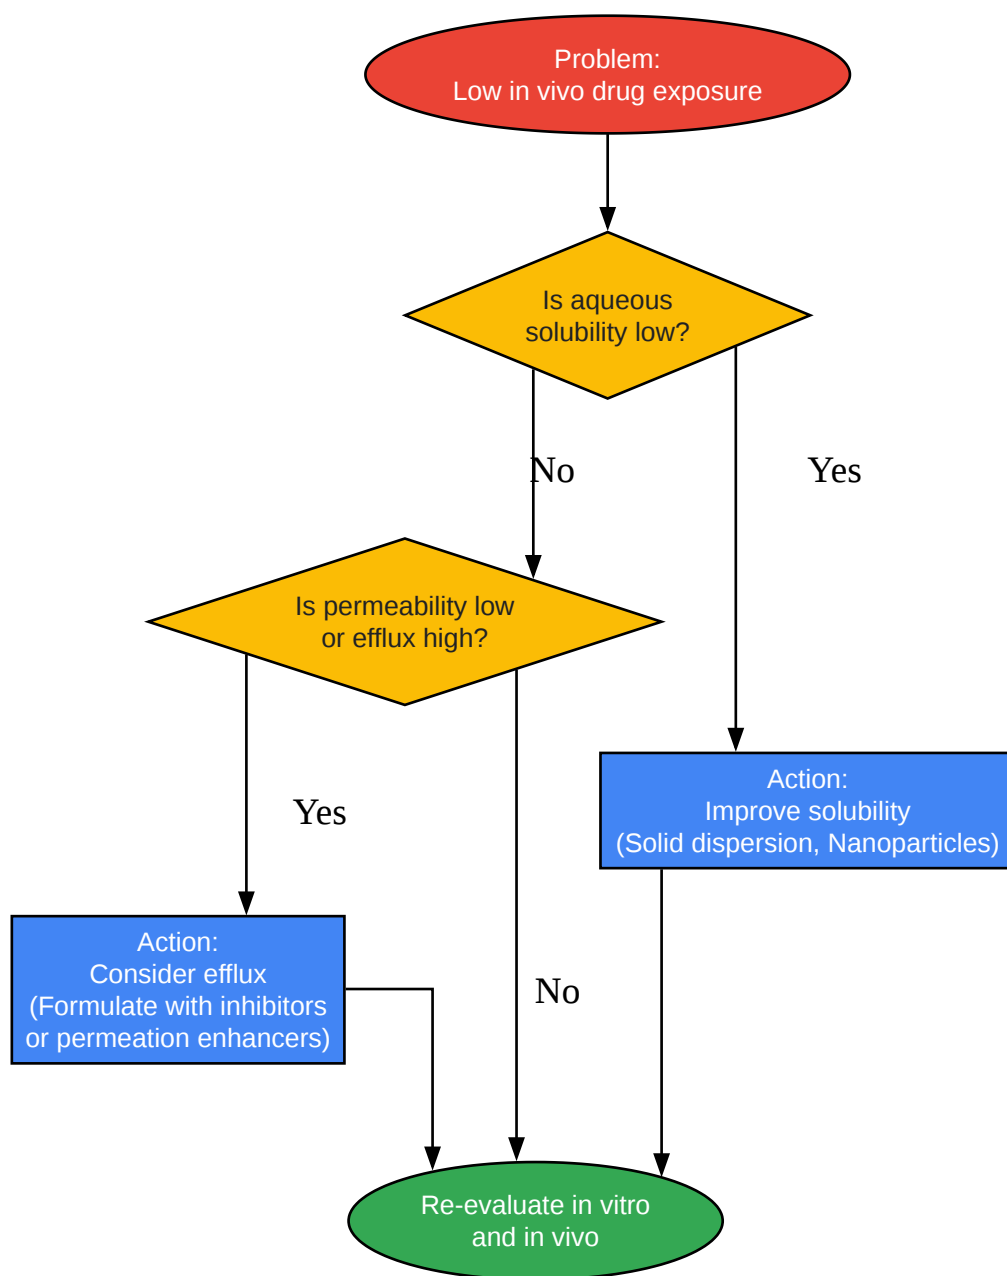 Problem:
Low in vivo drug exposure
Is aqueous
solubility low?
No
Yes
Is permeability low
or efflux high?
Action:
Improve solubility
(Solid dispersion, Nanoparticles)
Yes
Action:
Consider efflux
(Formulate with inhibitors
or permeation enhancers)
No
Re-evaluate in vitro
and in vivo